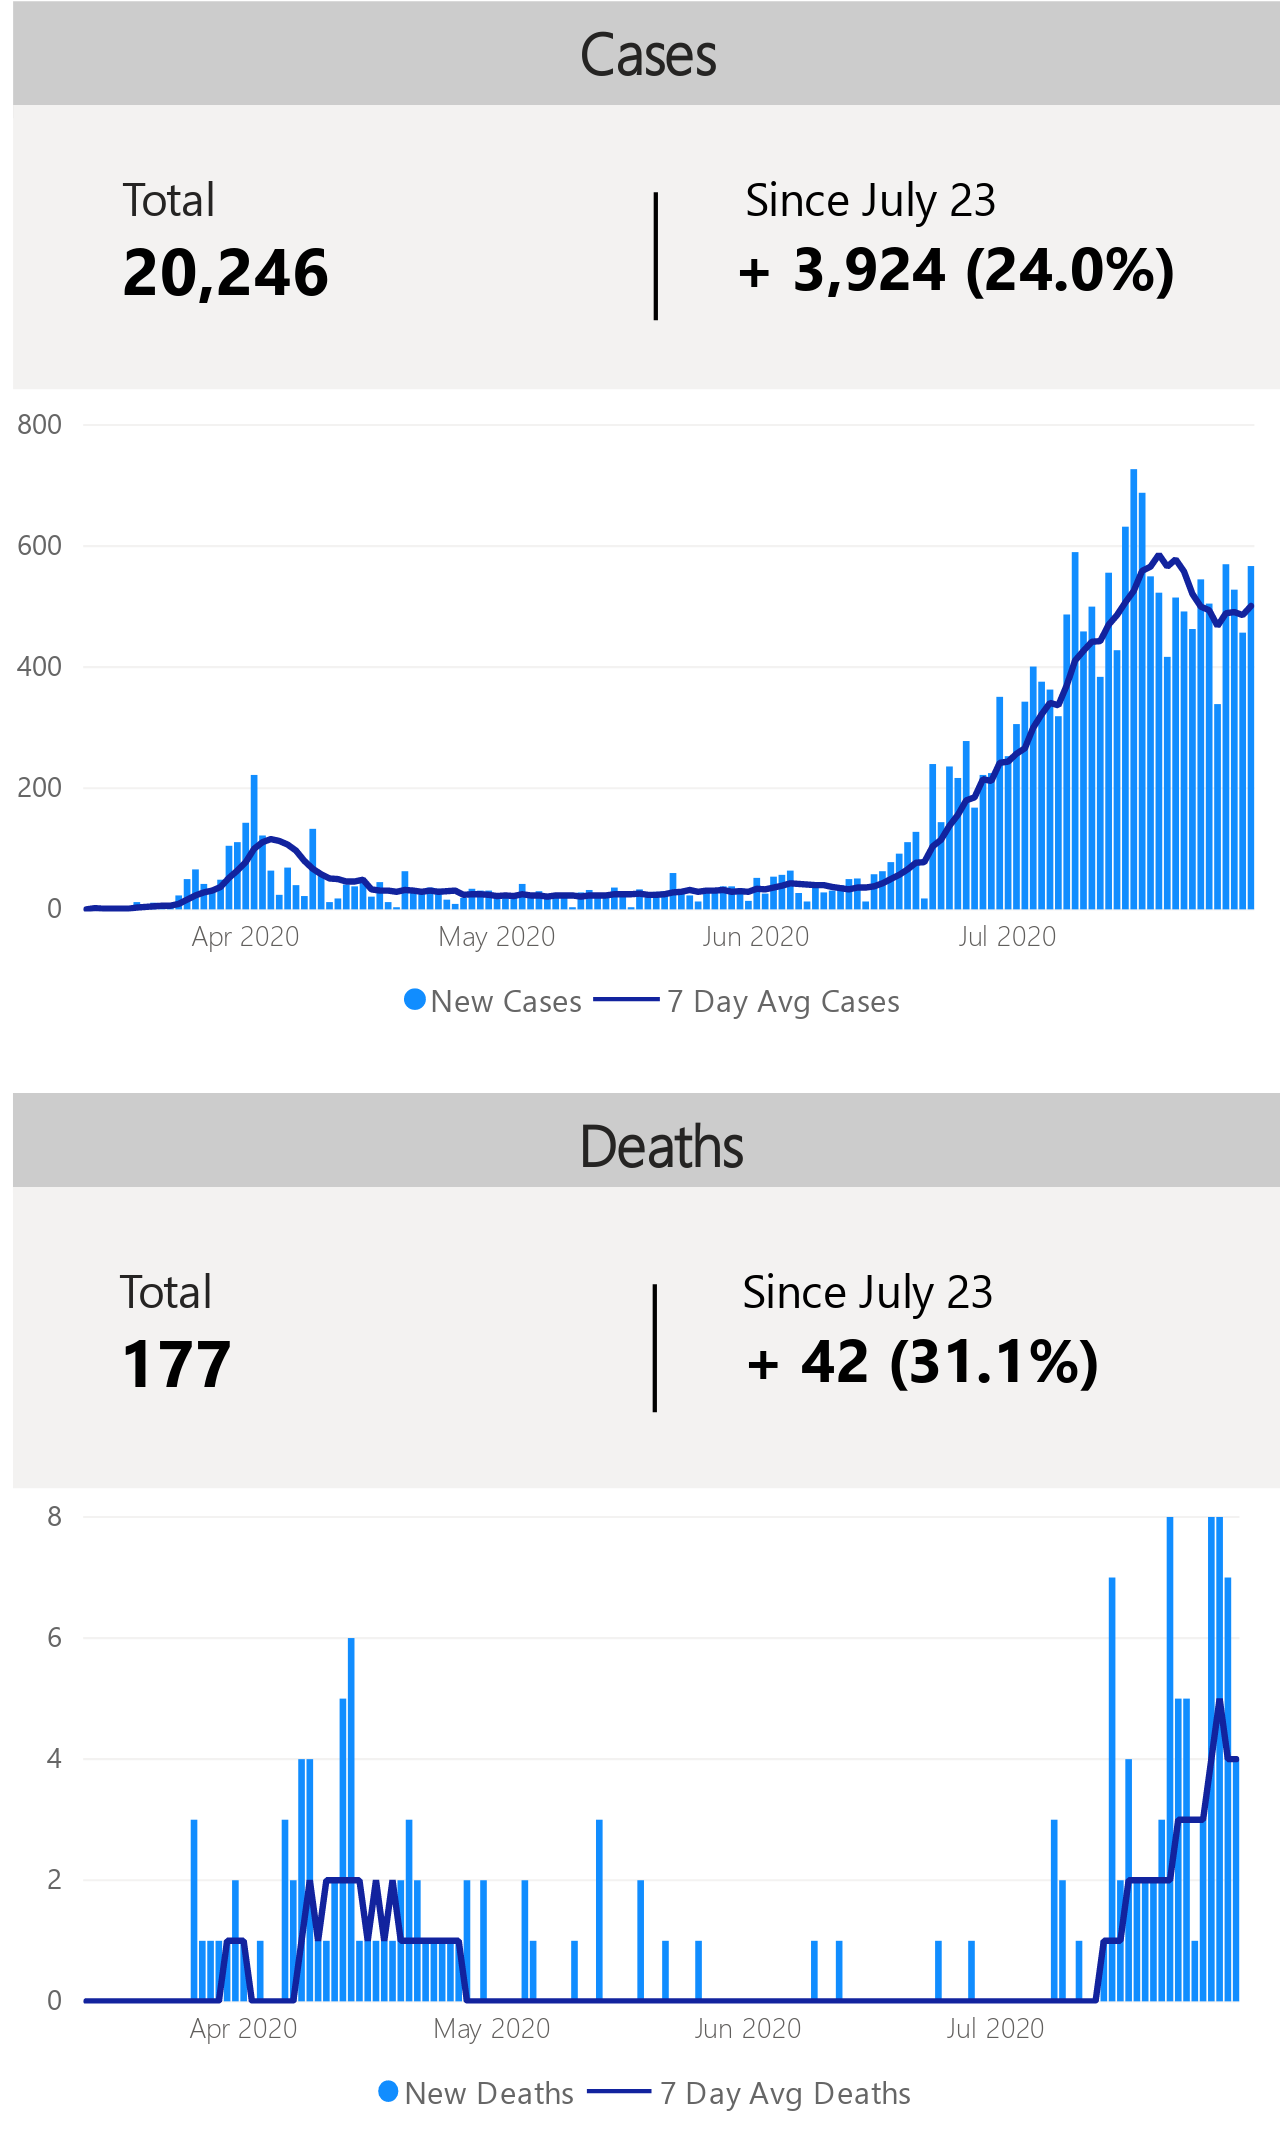 Cases
Total
Since July 23
20,246
+ 3,924 (24.0%)
800
600
400
200
0
Apr 2020 May 2020 Jun 2020 Jul 2020
New Cases 7 Day Avg Cases
Deaths
Total
Since July 23
177
+ 42 (31.1%)
8
6
4
2
0
Apr 2020 May 2020 Jun 2020 Jul 2020
New Deaths 7 Day Avg Deaths